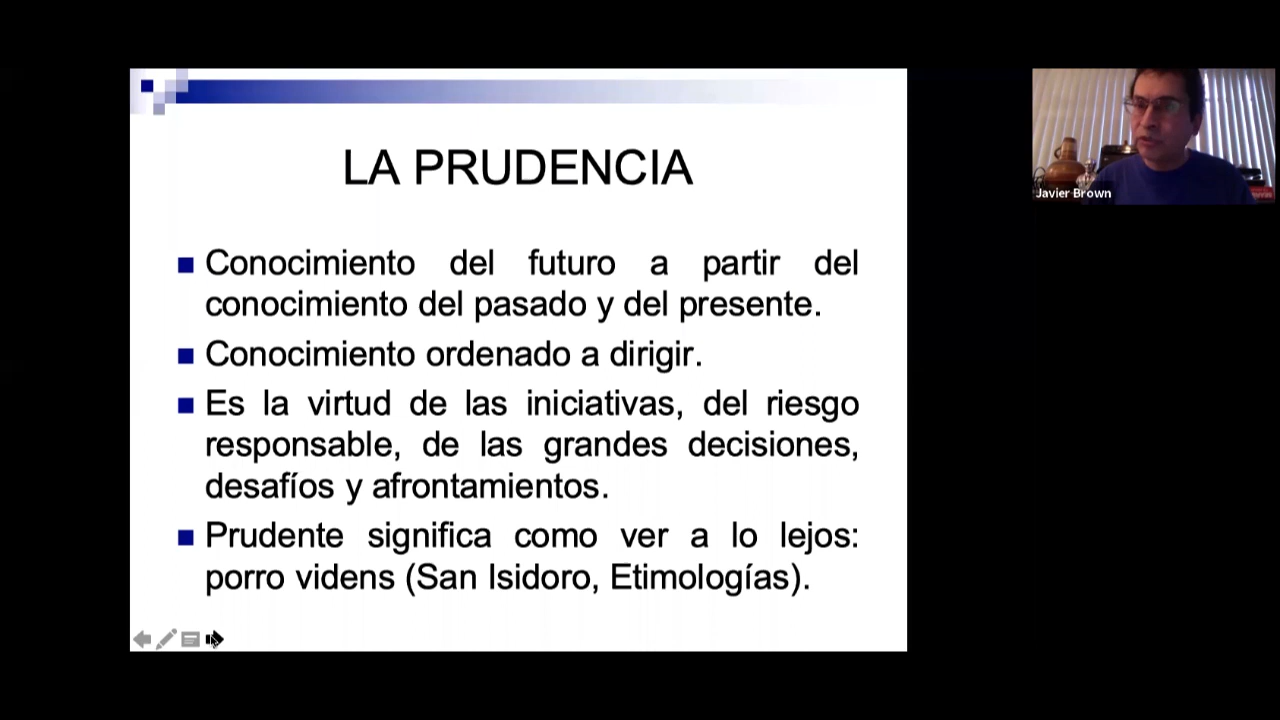 LA PRUDENCIA
Conocimiento del futuro a partir del
conocimiento del pasado y del presente.
Conocimiento ordenado a dirigir.
Es la virtud de las iniciativas, del riesgo
responsable, de las grandes decisiones,
desafíos y afrontamientos.
Prudente significa como ver a lo lejos:
porro videns (San Isidoro, Etimologías).
Javier Brown